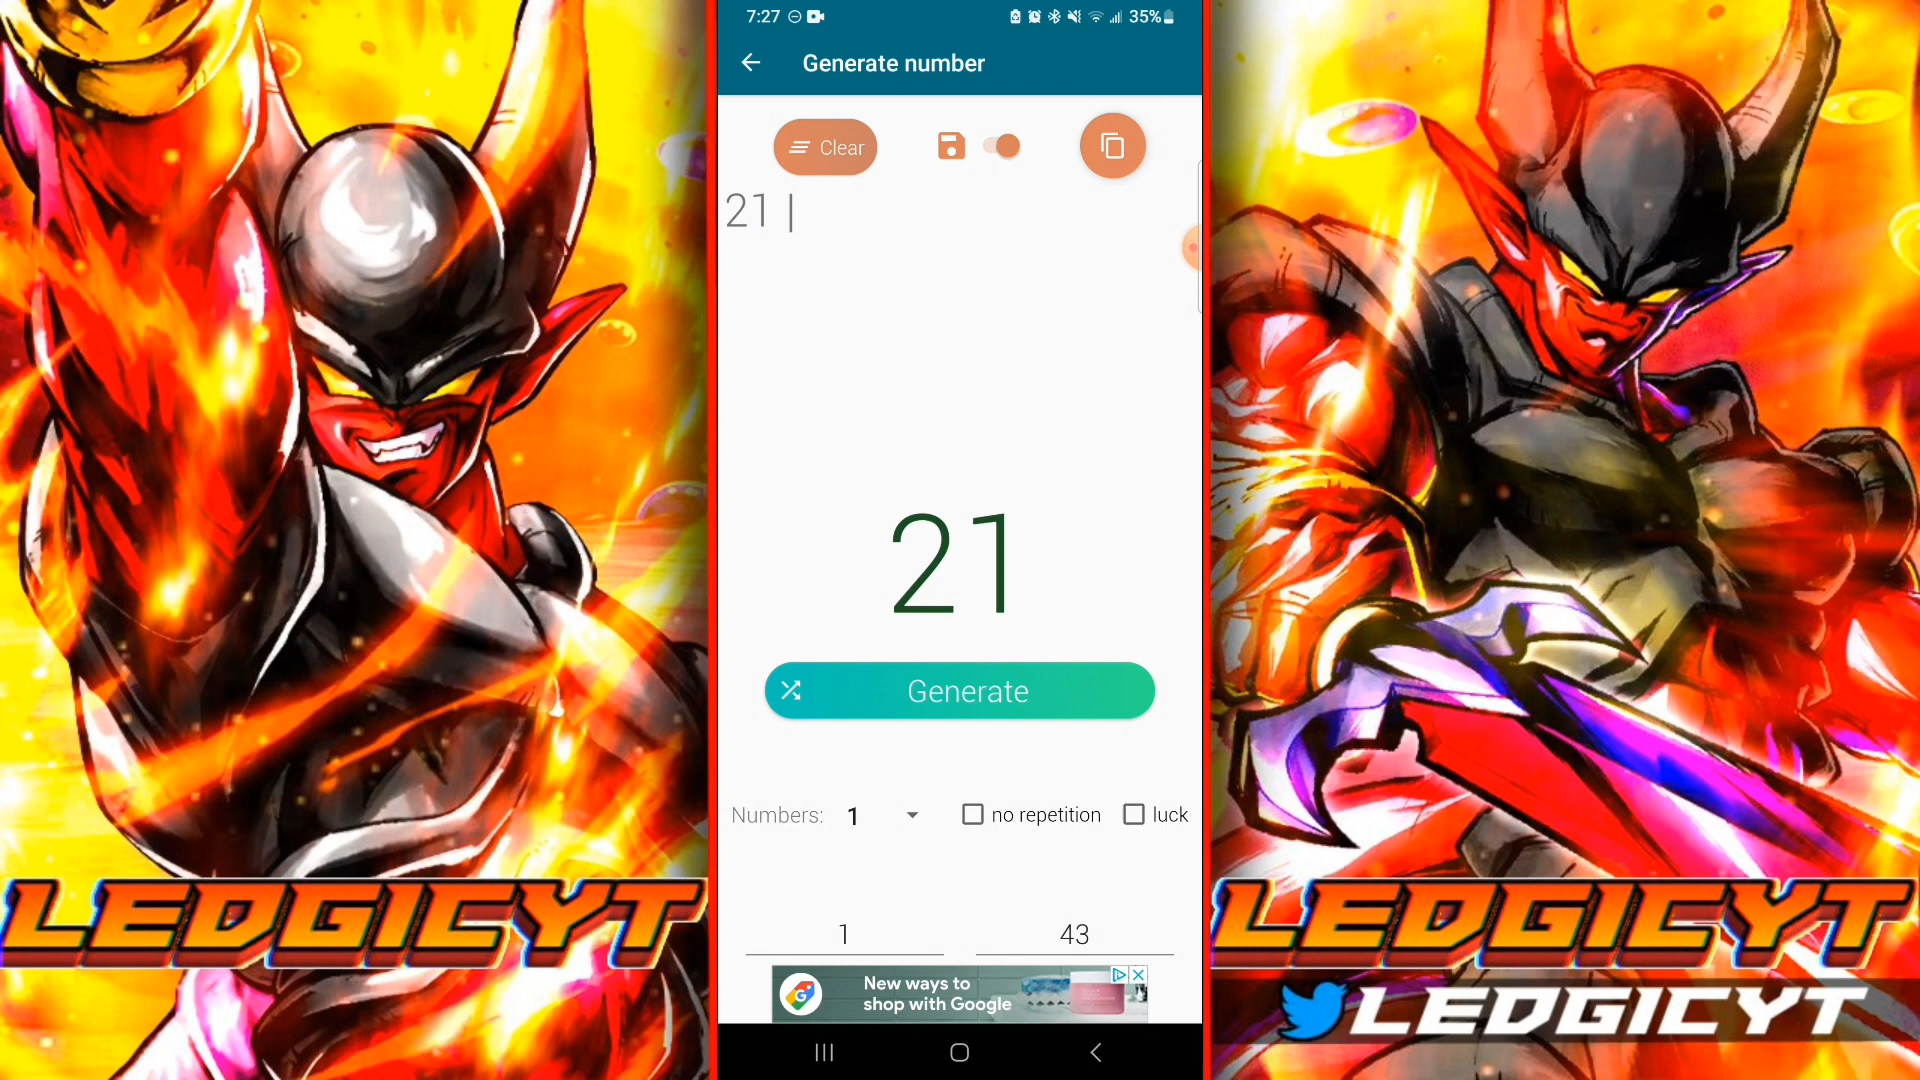 7:27
35%
Generate number
Clear
21 |
21
Generate
Numbers: 1
no repetition
luck
1
43
New ways to
shop with Google
LEDGICYT
LEDGICYT
LEDGICYT